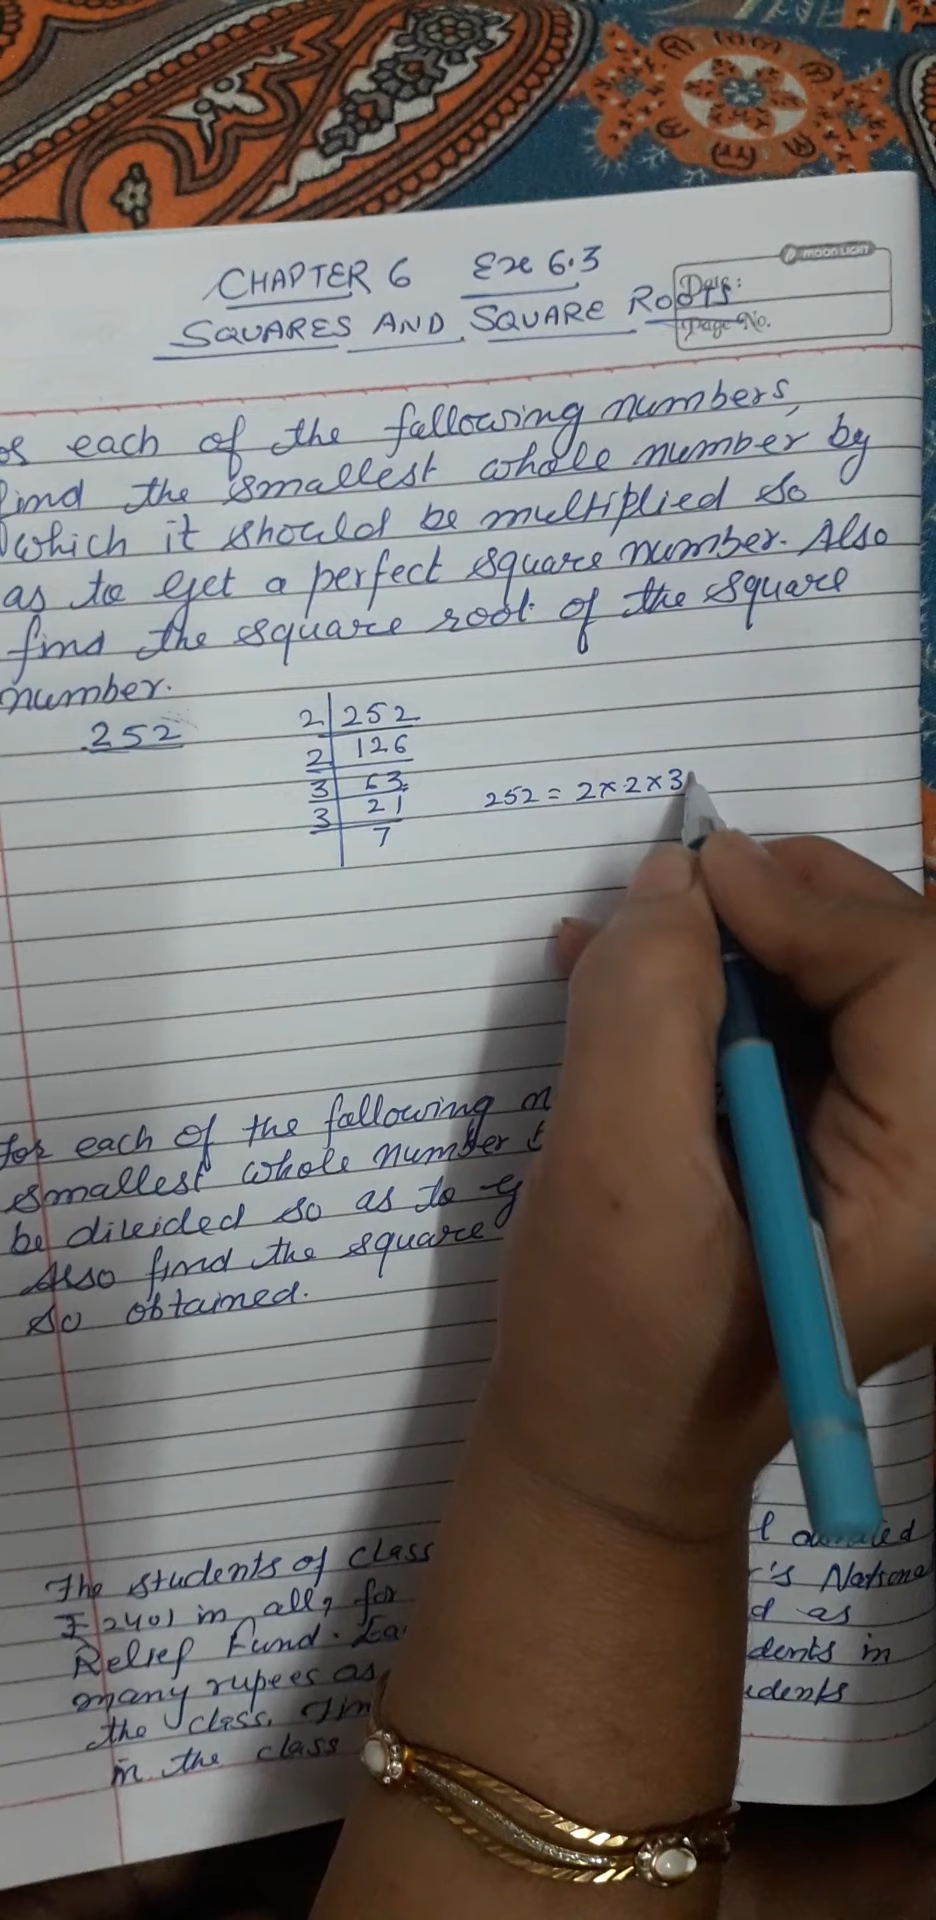 CHAPTER 6 Exe 6.3
SQUARES AND SQUARE ROOTS
MOONLIGHT
Date:
Page No.
each of the following numbers,
find the smallest whole number by
which it should be multiplied so
as to get a perfect square number. Also
find the square root of the square
number.
252
2 252
2 126
3 63
3 21
7
252 = 2×2×3
for each of the following
smallest whole number
be divided so as to
Also find the square
so obtained.
The students of class
's National
₹2401 in all, for
as
Relief Fund.
in
many rupees as
the class.
in the class